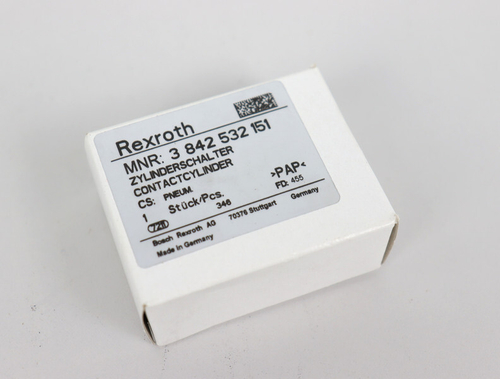 Rexroth
MNR: 3 842 532 151
ZYLINDERSCHALTER
CONTACTCYLINDER
CS: PNEUM. >PAP<
1 Stück/Pcs. 346 FD: 455
7211
Bosch Rexroth AG 70376 Stuttgart Germany
Made in Germany